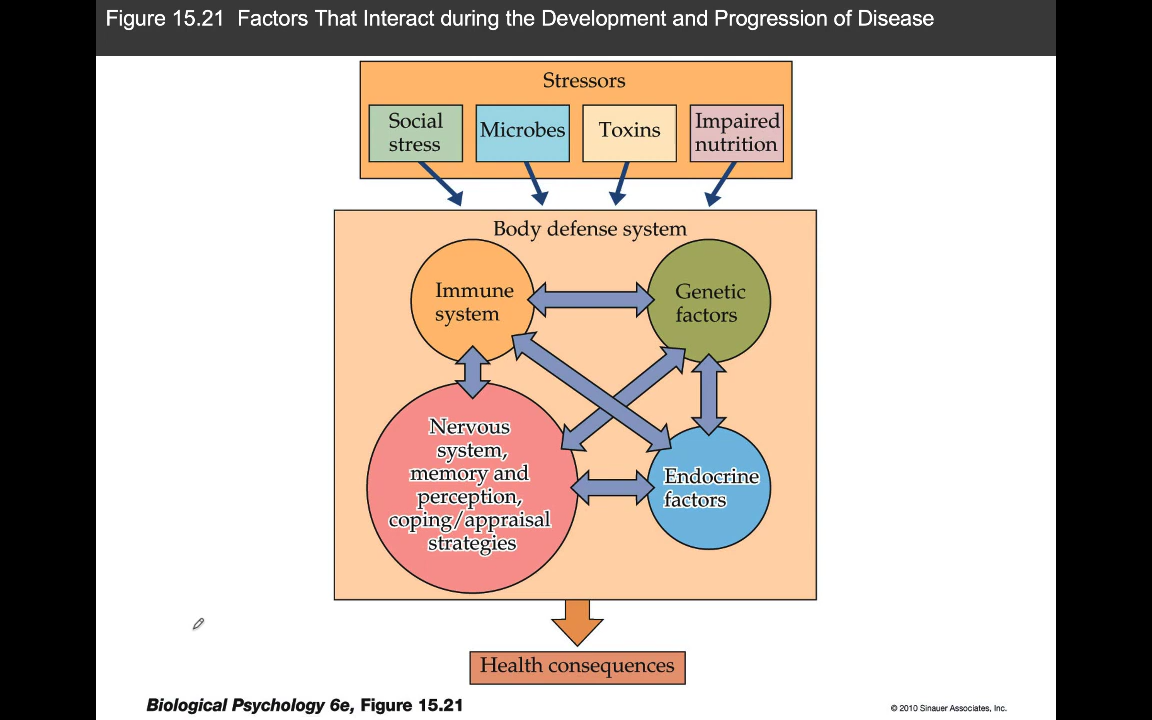 Figure 15.21  Factors That Interact during the Development and Progression of Disease
Stressors
Social
stress
Microbes
Toxins
Impaired
nutrition
Body defense system
Immune
system
Genetic
factors
Nervous
system,
memory and
perception,
coping/appraisal
strategies
Endocrine
factors
Health consequences
Biological Psychology 6e, Figure 15.21
© 2010 Sinauer Associates, Inc.